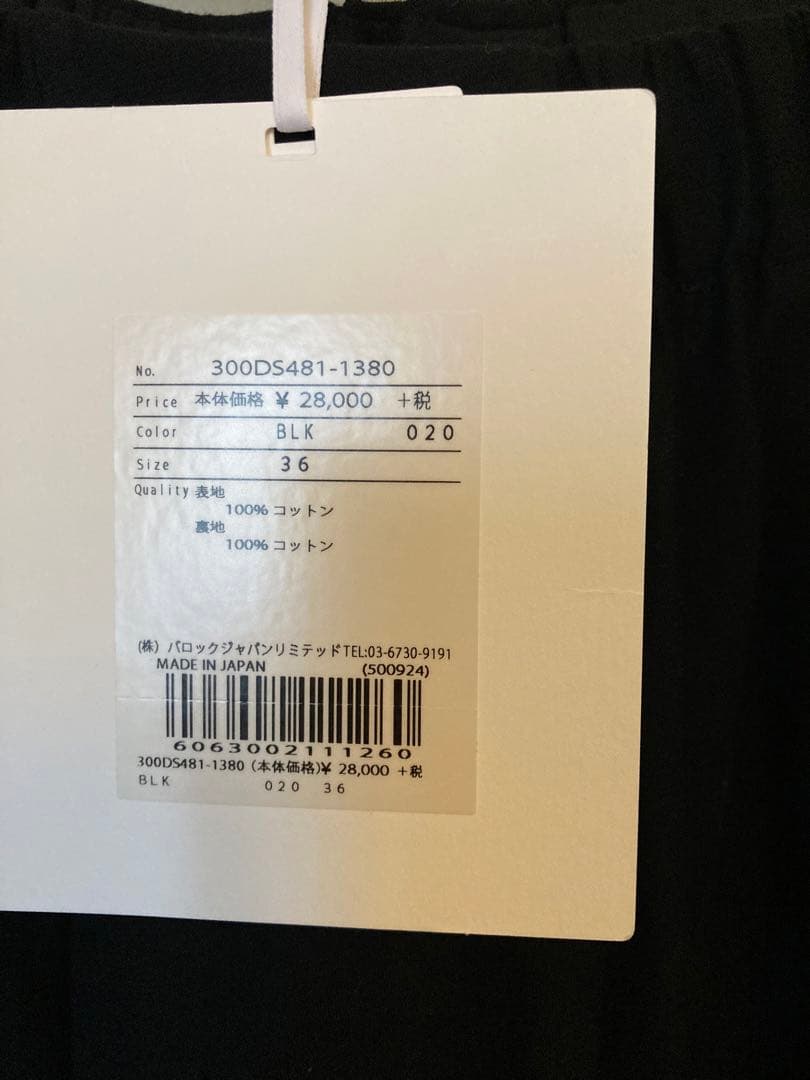 No. 300DS481-1380
Price 本体価格 ¥ 28,000 +税
Color BLK 020
Size 36
Quality 表地
100% コットン
裏地
100% コットン
(株) バロックジャパンリミテッドTEL:03-6730-9191
MADE IN JAPAN (500924)
6063002111260
300DS481-1380 (本体価格)¥ 28,000 +税
BLK 020 36